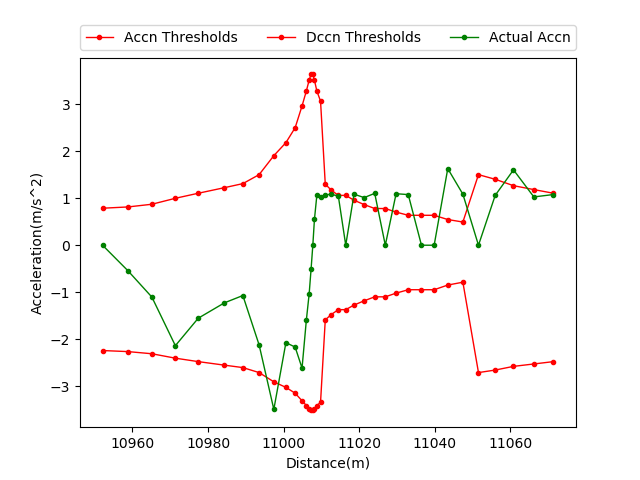 Accn Thresholds Dccn Thresholds Actual Accn
3
2
1
0
−1
−2
−3
Acceleration(m/s^2)
10960 10980 11000 11020 11040 11060
Distance(m)